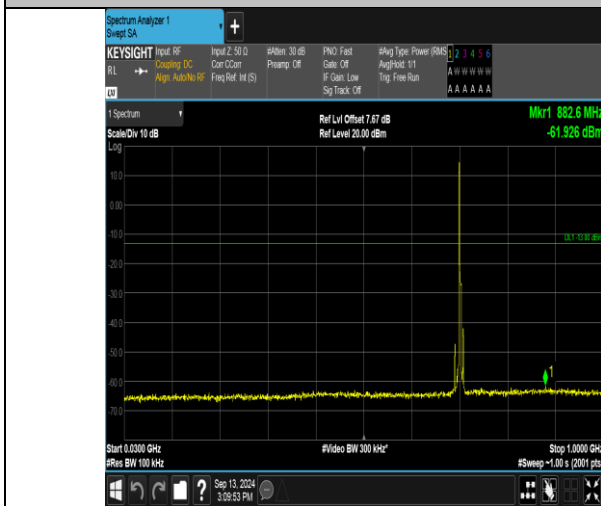 Spectrum Analyzer 1
Swept SA
+
KEYSIGHT Input: RF Input Z: 50 Ω #Atten: 30 dB PNO: Fast #Avg Type: Power (RMS 1 2 3 4 5 6
RL Coupling: DC Corr CCorr Preamp: Off Gate: Off Avg|Hold: 1/1 A W W W W W
Align: Auto/No RF Freq Ref: Int (S) IF Gain: Low Trig: Free Run
LXI Sig Track: Off A A A A A A
1 Spectrum Ref Lvl Offset 7.67 dB Mkr1 882.6 MHz
Scale/Div 10 dB Ref Level 20.00 dBm -61.926 dBm
Log
10.0
0.00
-10.0
DL1 -13.00 dBm
-20.0
-30.0
-40.0
-50.0
1
-60.0
-70.0
Start 0.0300 GHz #Video BW 300 kHz* Stop 1.0000 GHz
#Res BW 100 kHz #Sweep ~1.00 s (2001 pts
? Sep 13, 2024
3:09:53 PM